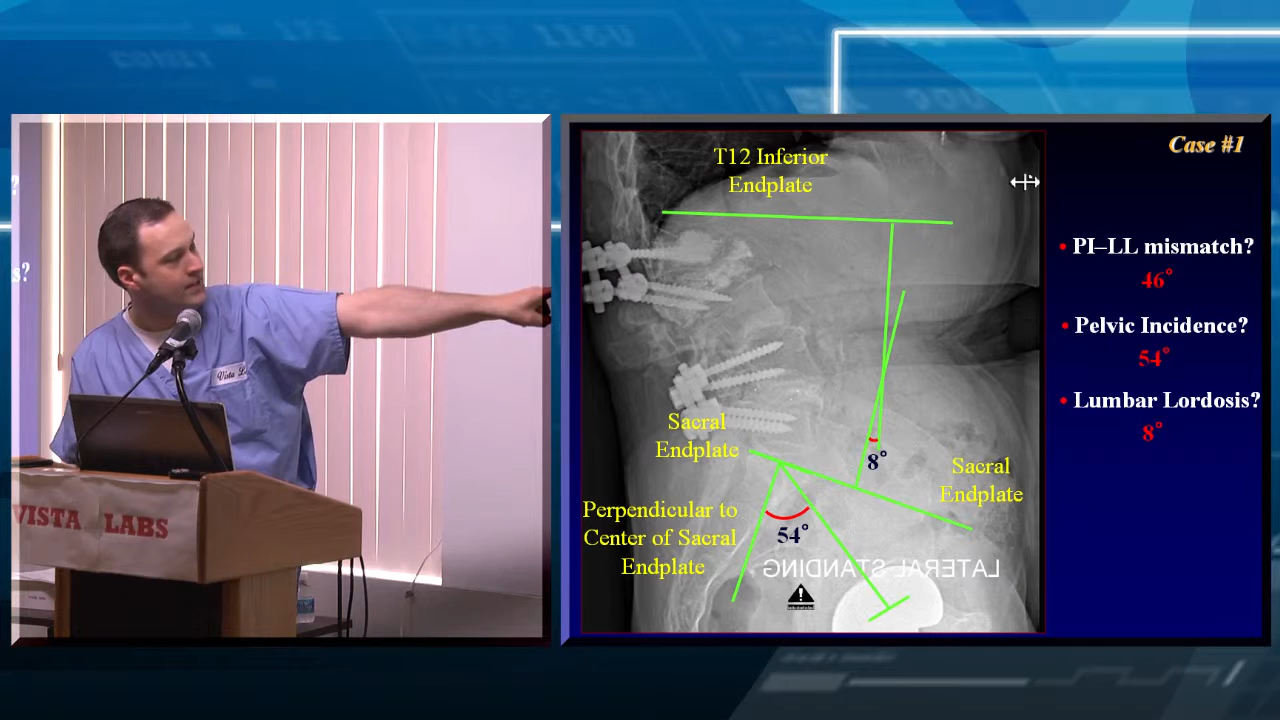 ?
s?
Vista L
VISTA LABS
Case #1
T12 Inferior
Endplate
• PI–LL mismatch?
46°
• Pelvic Incidence?
54°
• Lumbar Lordosis?
8°
Sacral
Endplate
8°
Sacral
Endplate
Perpendicular to
Center of Sacral
Endplate
54°
LATERAL STANDING